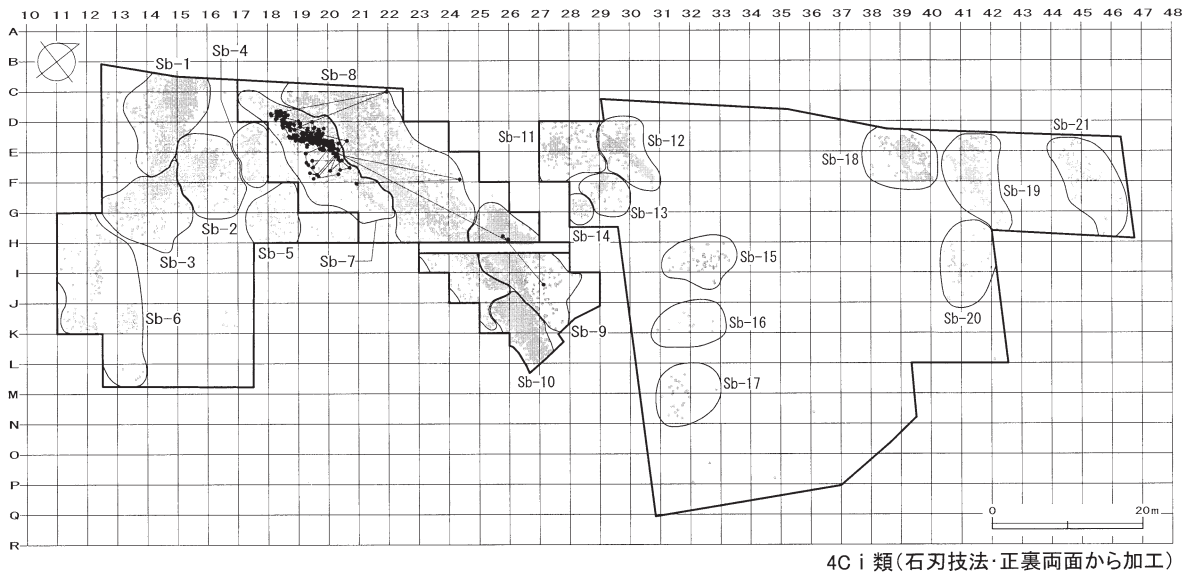 10 11 12 13 14 15 16 17 18 19 20 21 22 23 24 25 26 27 28 29 30 31 32 33 34 35 36 37 38 39 40 41 42 43 44 45 46 47 48
A
B
C
D
E
F
G
H
I
J
K
L
M
N
O
P
Q
R
Sb-4
Sb-1
Sb-8
Sb-11
Sb-12
Sb-18
Sb-21
Sb-19
Sb-13
Sb-2
Sb-14
Sb-3
Sb-5
Sb-7
Sb-15
Sb-6
Sb-16
Sb-9
Sb-20
Sb-10
Sb-17
0 20m
4Cⅰ類(石刃技法・正裏両面から加工)